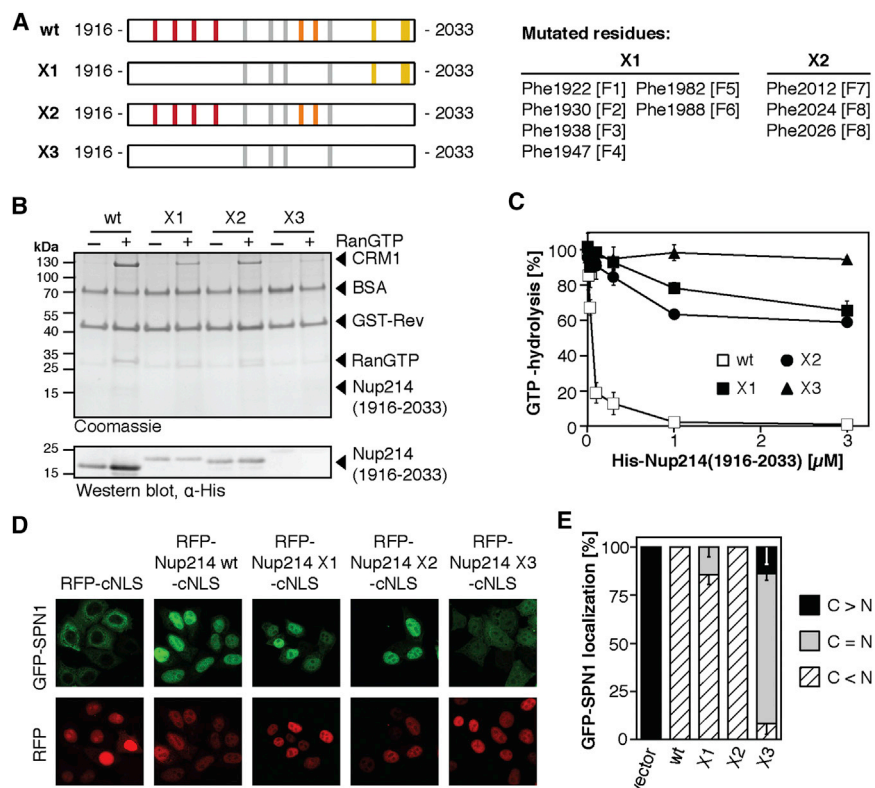 A
wt 1916 - - 2033
X1 1916 - - 2033
X2 1916 - - 2033
X3 1916 - - 2033
Mutated residues:
X1 X2
Phe1922 [F1] Phe1982 [F5] Phe2012 [F7]
Phe1930 [F2] Phe1988 [F6] Phe2024 [F8]
Phe1938 [F3] Phe2026 [F8]
Phe1947 [F4]
B
wt X1 X2 X3
kDa – + – + – + – + RanGTP
130 CRM1
100
70 BSA
55
40 GST-Rev
35 RanGTP
25
15 Nup214
(1916-2033)
Coomassie
25
15 Nup214
(1916-2033)
Western blot, α-His
C
GTP -hydrolysis [%]
100
80
60
40
20
0
wt X2
X1 X3
0 1 2 3
His-Nup214(1916-2033) [µM]
D
RFP-cNLS
RFP-
Nup214 wt
-cNLS
RFP-
Nup214 X1
-cNLS
RFP-
Nup214 X2
-cNLS
RFP-
Nup214 X3
-cNLS
GFP-SPN1
RFP
E
GFP-SPN1 localization [%]
100
75
50
25
0
vector wt X1 X2 X3
C > N
C = N
C < N